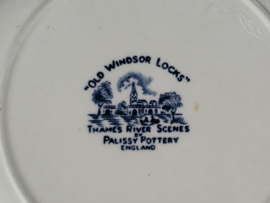 "OLD WINDSOR LOCKS"
THAMES RIVER SCENES
BY
PALISSY POTTERY
ENGLAND